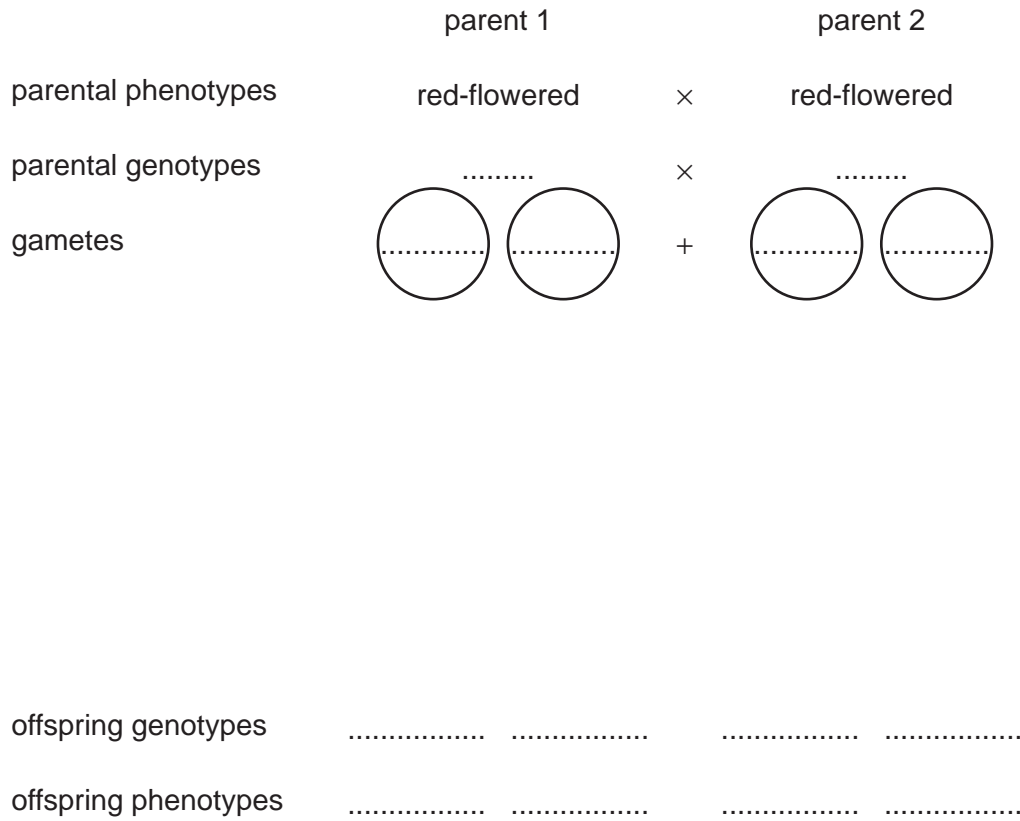 parent 1 parent 2
parental phenotypes red-flowered × red-flowered
parental genotypes ......... × .........
gametes ............. ............. + ............. .............
offspring genotypes ................. ................. ................. .................
offspring phenotypes ................. ................. ................. .................